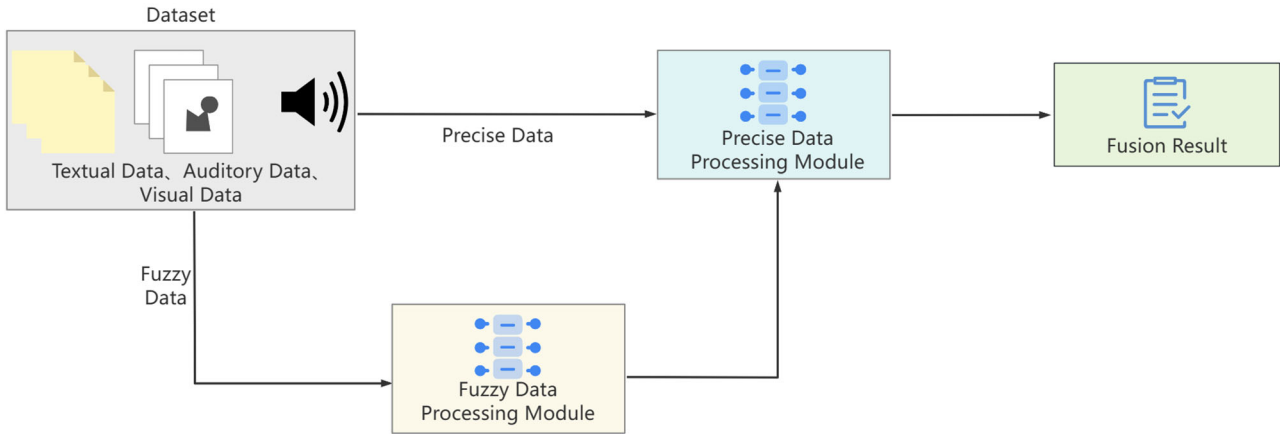 Dataset
Textual Data、Auditory Data、
Visual Data
Precise Data
Precise Data
Processing Module
Fusion Result
Fuzzy
Data
Fuzzy Data
Processing Module